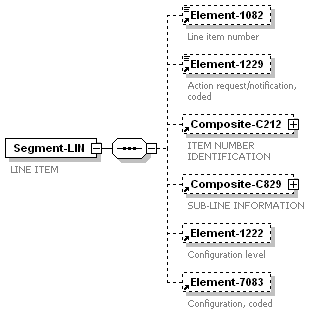 Element-1082
Line item number
Element-1229
Action request/notification,
coded
Composite-C212
ITEM NUMBER
IDENTIFICATION
Segment-LIN
LINE ITEM
Composite-C829
SUB-LINE INFORMATION
Element-1222
Configuration level
Element-7083
Configuration, coded